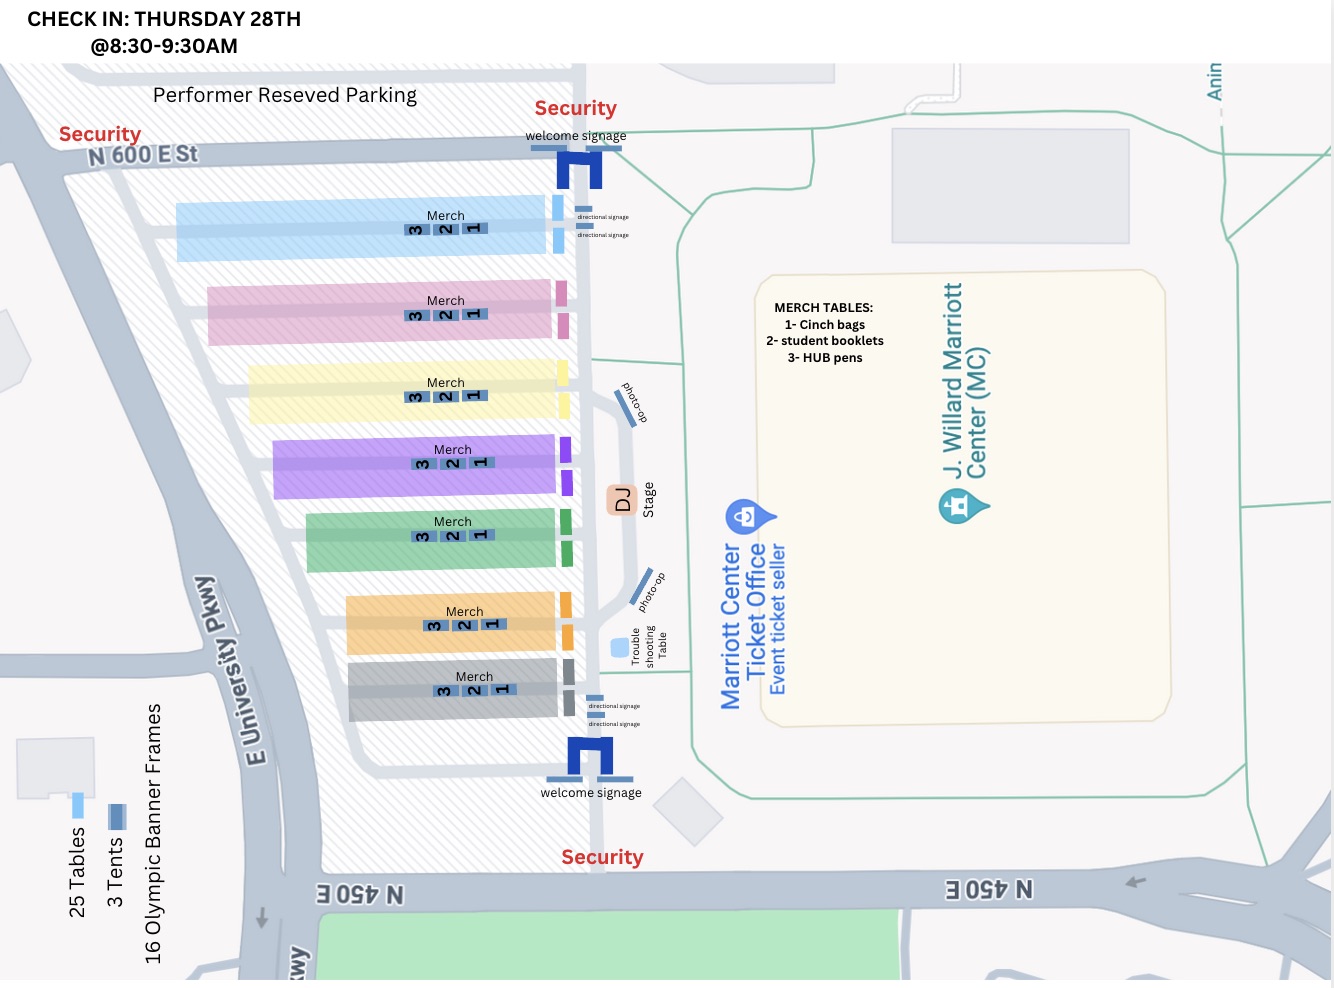 CHECK IN: THURSDAY 28TH
@8:30-9:30AM
Performer Reseved Parking
Security
Security
welcome signage
N 600 E St
Anin
Merch
3 2 1
directional signage
directional signage
Merch
3 2 1
MERCH TABLES:
1- Cinch bags
2- student booklets
3- HUB pens
J. Willard Marriott
Center (MC)
Merch
3 2 1
photo-op
Merch
3 2 1
DJ
Stage
Merch
3 2 1
photo-op
Marriott Center
Ticket Office
Event ticket seller
Merch
3 2 1
Trouble
shooting
Table
Merch
3 2 1
directional signage
directional signage
E University Pkwy
welcome signage
Security
25 Tables
3 Tents
16 Olympic Banner Frames
N 450 E
N 450 E
kwy